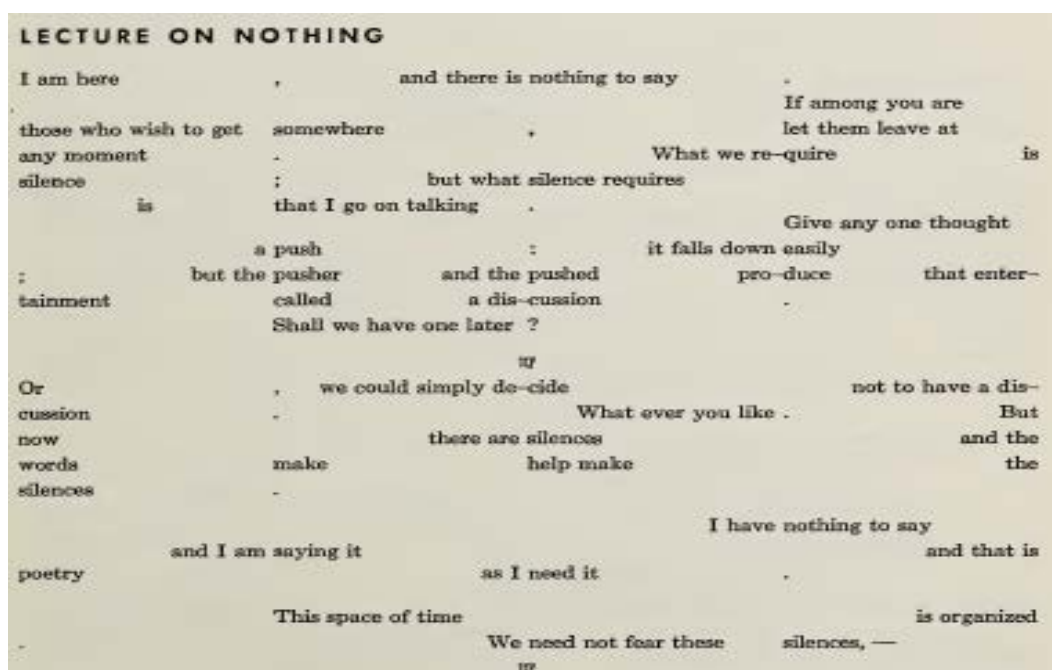 LECTURE ON NOTHING
I am here , and there is nothing to say .
If among you are
those who wish to get somewhere , let them leave at
any moment . What we re–quire is
silence ; but what silence requires
is that I go on talking .
Give any one thought
a push : it falls down easily
; but the pusher and the pushed pro–duce that enter–
tainment called a dis–cussion .
Shall we have one later ?
Or , we could simply de–cide not to have a dis–
cussion . What ever you like . But
now there are silences and the
words make help make the
silences .
I have nothing to say
and I am saying it and that is
poetry as I need it .
This space of time is organized
. We need not fear these silences, —